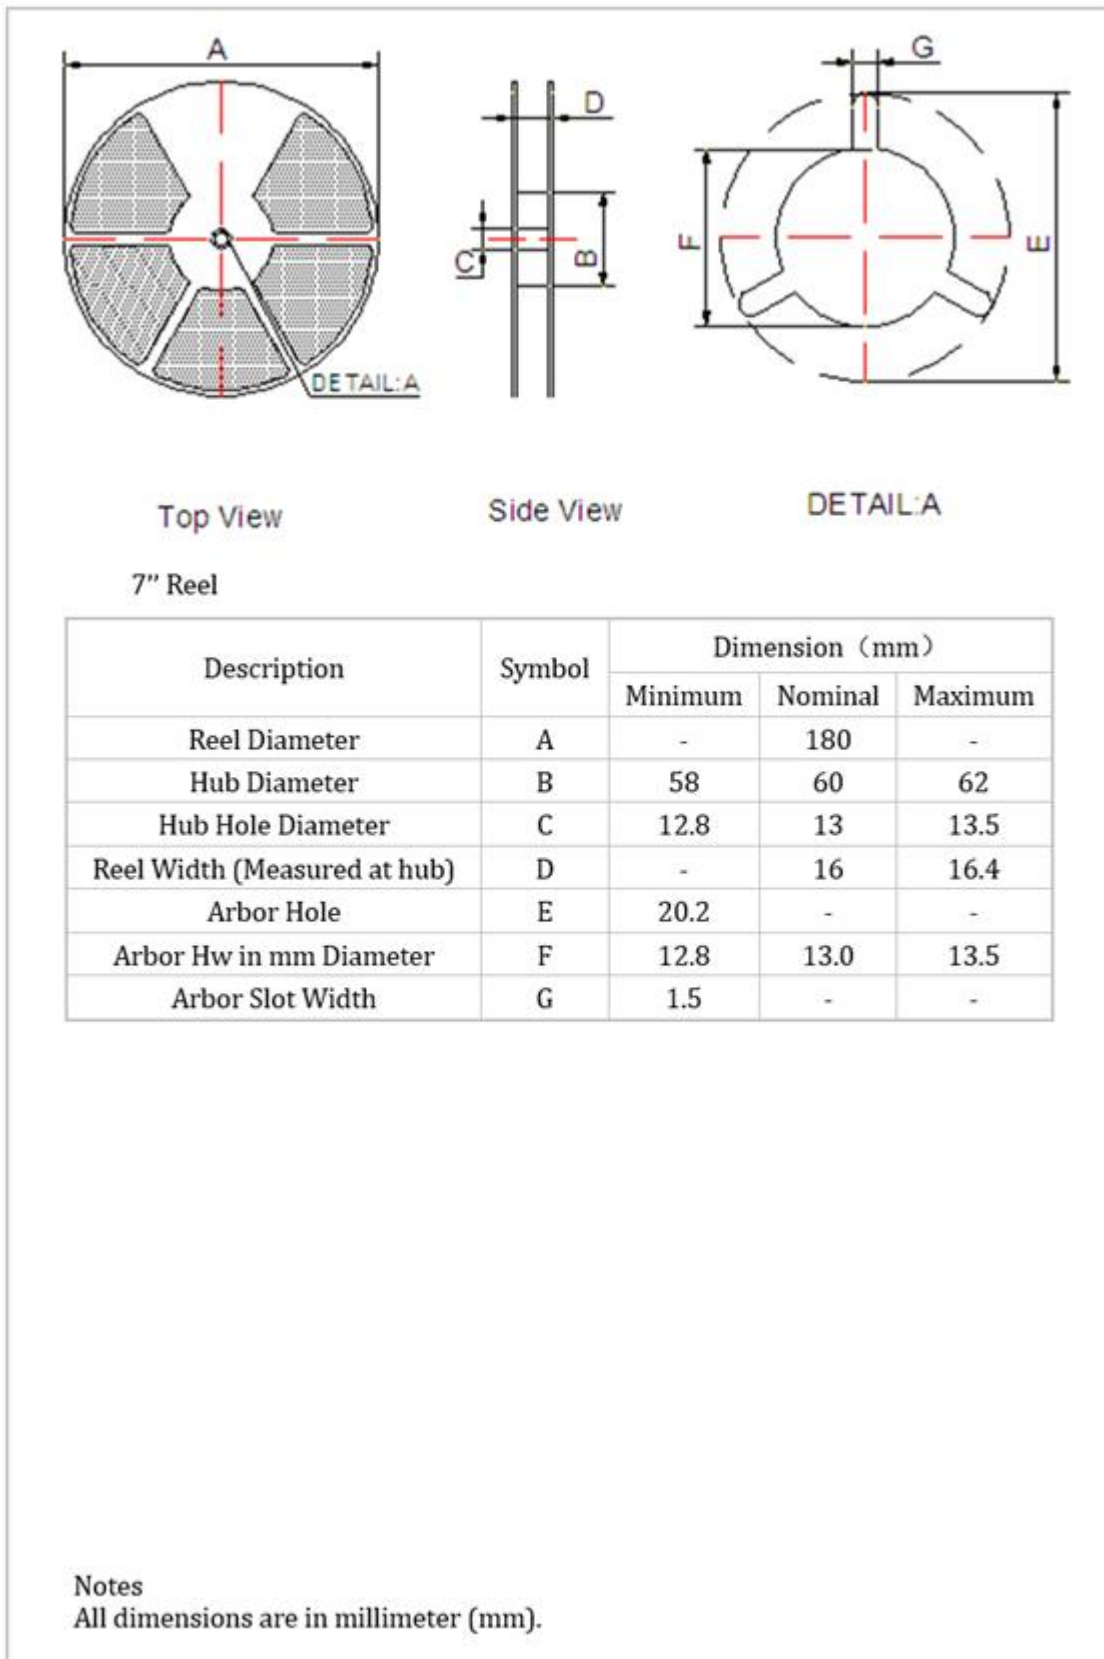 A
G
D
F
E
C
B
DETAIL:A
Top View
Side View
DETAIL:A
7” Reel
Description Symbol Dimension（mm）
Minimum Nominal Maximum
Reel Diameter A - 180 -
Hub Diameter B 58 60 62
Hub Hole Diameter C 12.8 13 13.5
Reel Width (Measured at hub) D - 16 16.4
Arbor Hole E 20.2 - -
Arbor Hw in mm Diameter F 12.8 13.0 13.5
Arbor Slot Width G 1.5 - -
Notes
All dimensions are in millimeter (mm).